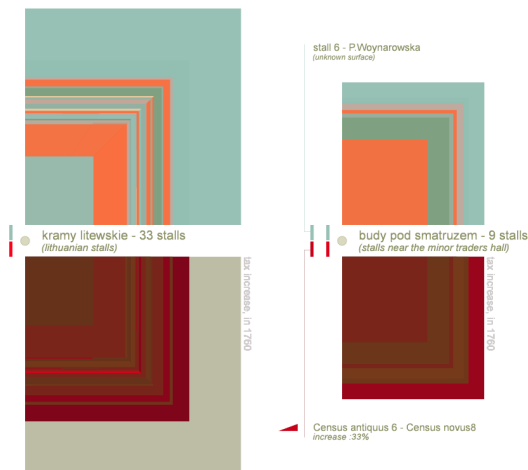 stall 6 - P.Woynarowska
(unknown surface)
kramy litewskie - 33 stalls
(lithuanian stalls)
budy pod smatruzem - 9 stalls
(stalls near the minor traders hall)
tax increase, in 1760
tax increase, in 1760
Census antiquus 6 - Census novus8
increase :33%